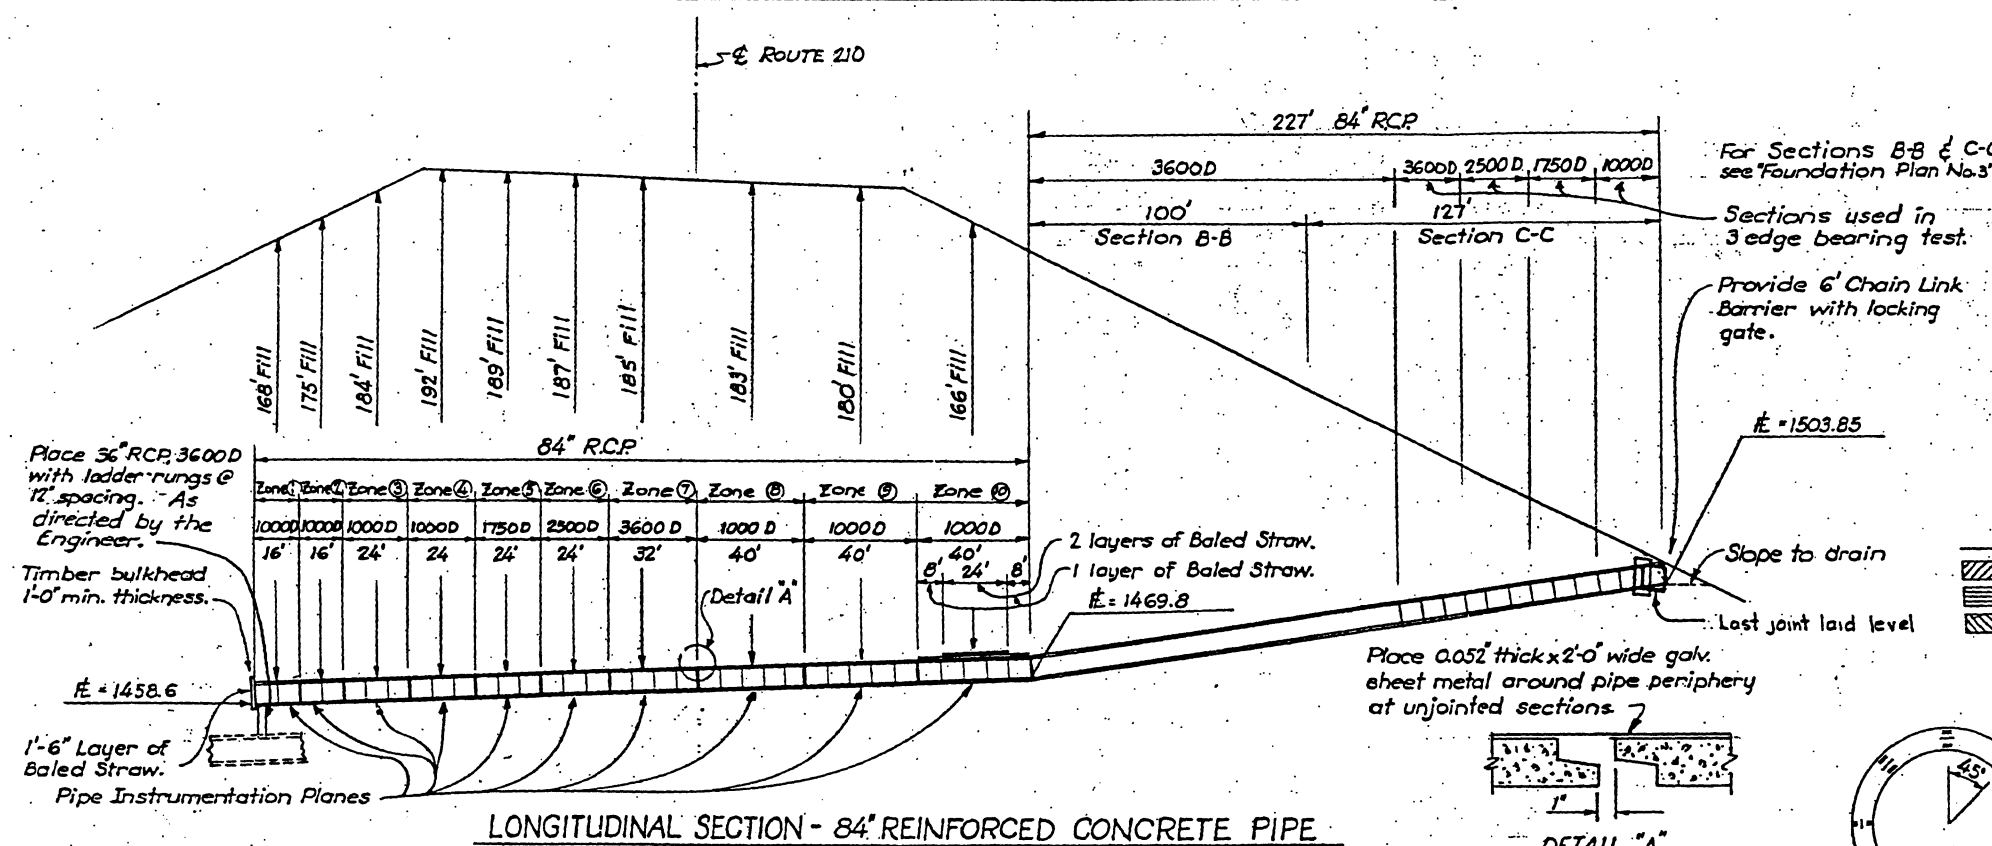 ℄ ROUTE 210
227' 84" R.C.P.
3600D
3600D 2500D 1750D 1000D
100'
127'
Section B-B
Section C-C
For Sections B-B & C-C
see "Foundation Plan No.3"
Sections used in
3 edge bearing test.
Provide 6' Chain Link
Barrier with locking
gate.
168' Fill
175' Fill
184' Fill
192' Fill
189' Fill
187' Fill
185' Fill
183' Fill
180' Fill
166' Fill
84" R.C.P.
Zone 1 Zone 2 Zone 3 Zone 4 Zone 5 Zone 6 Zone 7 Zone 8 Zone 9 Zone 10
1000D 1000D 1000D 1000D 1750D 2500D 3600D 1000D 1000D 1000D
16' 16' 24' 24 24' 24' 32' 40' 40' 40'
8' 24' 8'
Place 36" RCP, 3600D
with ladder rungs @
12" spacing. As
directed by the
Engineer.
Timber bulkhead
1'-0" min. thickness.
= 1458.6
1'-6" Layer of
Baled Straw.
Pipe Instrumentation Planes
Detail "A"
2 layers of Baled Straw.
1 layer of Baled Straw.
= 1469.8
= 1503.85
Slope to drain
Last joint laid level
Place 0.052" thick x 2'-0" wide galv.
sheet metal around pipe periphery
at unjointed sections
1"
DETAIL "A"
45°
LONGITUDINAL SECTION - 84" REINFORCED CONCRETE PIPE